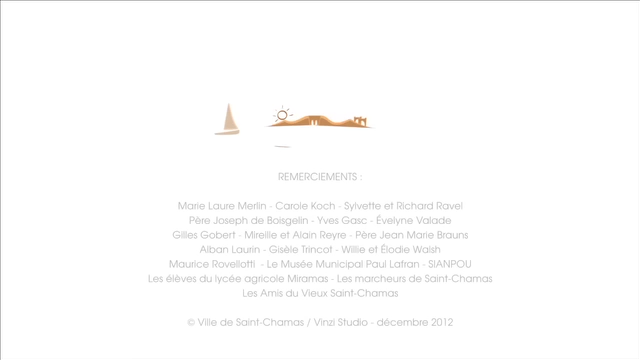 REMERCIEMENTS :
Marie Laure Merlin - Carole Koch - Sylvette et Richard Ravel
Père Joseph de Boisgelin - Yves Gasc - Évelyne Valade
Gilles Gobert - Mireille et Alain Reyre - Père Jean Marie Brauns
Alban Laurin - Gisèle Trincot - Willie et Élodie Walsh
Maurice Rovellotti - Le Musée Municipal Paul Lafran - SIANPOU
Les élèves du lycée agricole Miramas - Les marcheurs de Saint-Chamas
Les Amis du Vieux Saint-Chamas
© Ville de Saint-Chamas / Vinzi Studio - décembre 2012